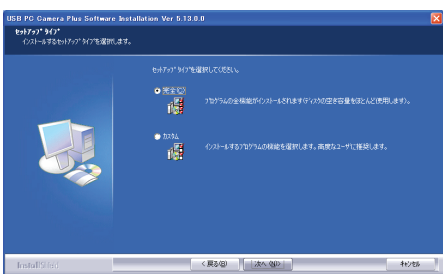 USB PC Camera Plus Software Installation Ver 5.13.0.0
セットアップ タイプ
インストールするセットアップ タイプを選択します。
セットアップ タイプを選択してください。
完全(C)
プログラムの全機能がインストールされます(ディスクの空き容量をほとんど使用します)。
カスタム
インストールするプログラムの機能を選択します。高度なユーザに推奨します。
InstallShield
< 戻る(B)
次へ(N) >
キャンセル